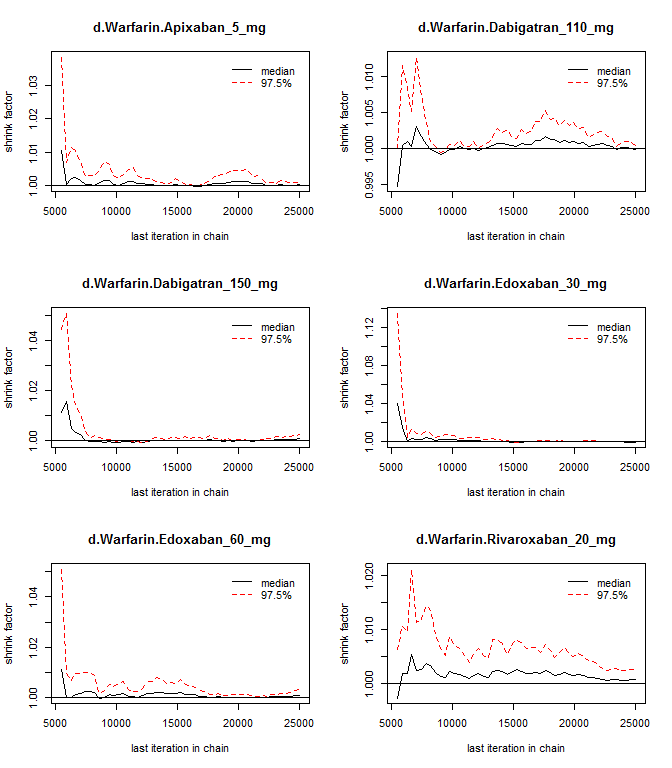 d.Warfarin.Apixaban_5_mg
shrink factor
1.00 1.01 1.02 1.03
median
97.5%
5000 10000 15000 20000 25000
last iteration in chain
d.Warfarin.Dabigatran_110_mg
shrink factor
0.995 1.000 1.005 1.010
median
97.5%
5000 10000 15000 20000 25000
last iteration in chain
d.Warfarin.Dabigatran_150_mg
shrink factor
1.00 1.02 1.04
median
97.5%
5000 10000 15000 20000 25000
last iteration in chain
d.Warfarin.Edoxaban_30_mg
shrink factor
1.00 1.04 1.08 1.12
median
97.5%
5000 10000 15000 20000 25000
last iteration in chain
d.Warfarin.Edoxaban_60_mg
shrink factor
1.00 1.02 1.04
median
97.5%
5000 10000 15000 20000 25000
last iteration in chain
d.Warfarin.Rivaroxaban_20_mg
shrink factor
1.000 1.010 1.020
median
97.5%
5000 10000 15000 20000 25000
last iteration in chain